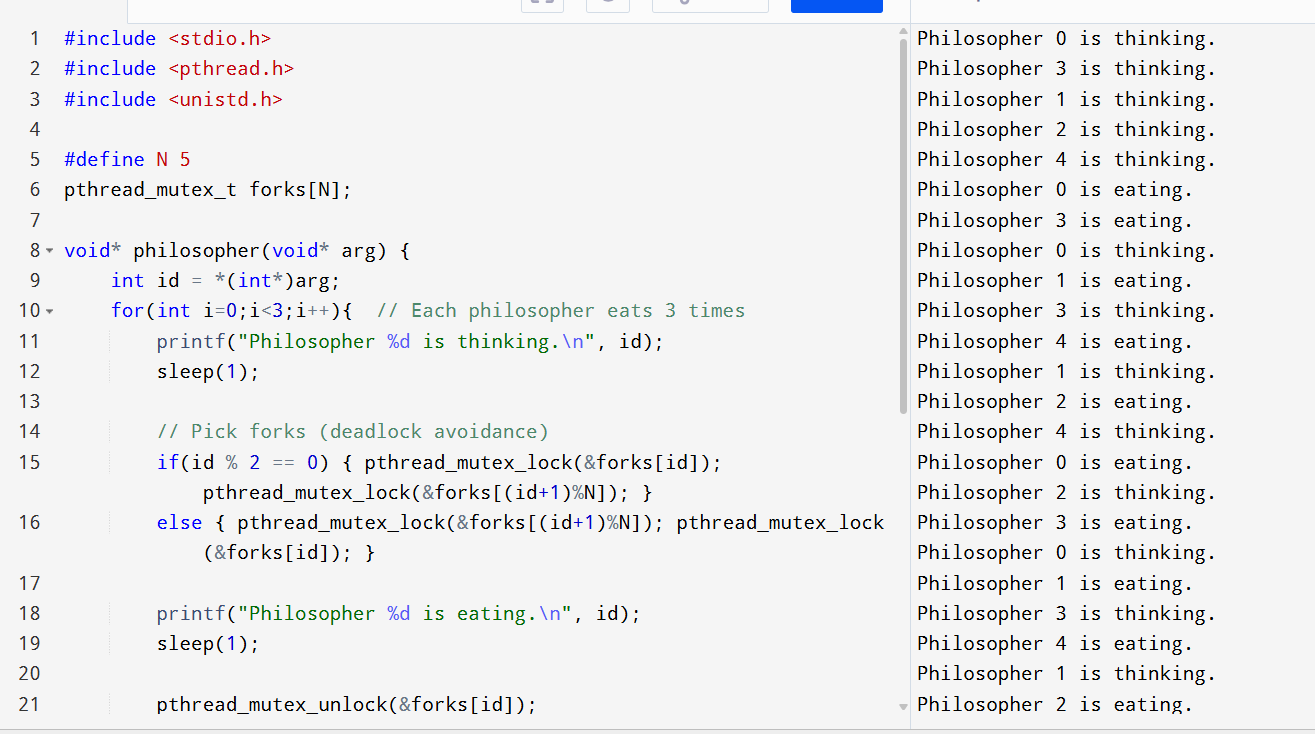 1 #include <stdio.h>
2 #include <pthread.h>
3 #include <unistd.h>
4
5 #define N 5
6 pthread_mutex_t forks[N];
7
8 void* philosopher(void* arg) {
9 int id = *(int*)arg;
10 for(int i=0;i<3;i++){  // Each philosopher eats 3 times
11 printf("Philosopher %d is thinking.\n", id);
12 sleep(1);
13
14 // Pick forks (deadlock avoidance)
15 if(id % 2 == 0) { pthread_mutex_lock(&forks[id]);
pthread_mutex_lock(&forks[(id+1)%N]); }
16 else { pthread_mutex_lock(&forks[(id+1)%N]); pthread_mutex_lock
(&forks[id]); }
17
18 printf("Philosopher %d is eating.\n", id);
19 sleep(1);
20
21 pthread_mutex_unlock(&forks[id]);
Philosopher 0 is thinking.
Philosopher 3 is thinking.
Philosopher 1 is thinking.
Philosopher 2 is thinking.
Philosopher 4 is thinking.
Philosopher 0 is eating.
Philosopher 3 is eating.
Philosopher 0 is thinking.
Philosopher 1 is eating.
Philosopher 3 is thinking.
Philosopher 4 is eating.
Philosopher 1 is thinking.
Philosopher 2 is eating.
Philosopher 4 is thinking.
Philosopher 0 is eating.
Philosopher 2 is thinking.
Philosopher 3 is eating.
Philosopher 0 is thinking.
Philosopher 1 is eating.
Philosopher 3 is thinking.
Philosopher 4 is eating.
Philosopher 1 is thinking.
Philosopher 2 is eating.